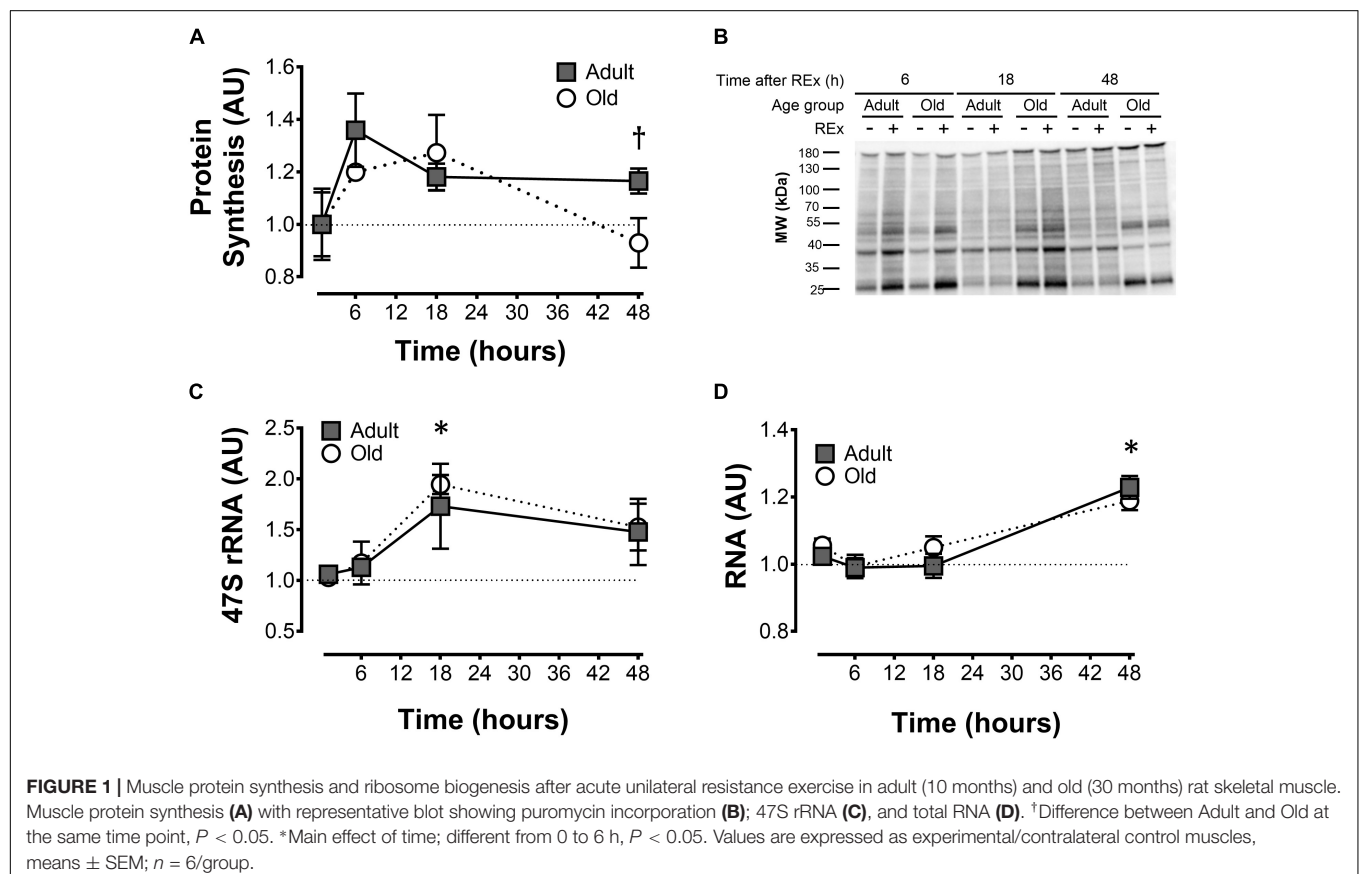 A
Protein
Synthesis (AU)
1.6
1.4
1.2
1.0
0.8
Adult
Old
†
6 12 18 24 30 36 42 48
Time (hours)
B
Time after REx (h) 6 18 48
Age group Adult Old Adult Old Adult Old
REx - + - + - + - + - + - +
MW (kDa)
180
130
100
70
55
40
35
25
C
47S rRNA (AU)
2.5
2.0
1.5
1.0
0.5
Adult
Old
*
6 12 18 24 30 36 42 48
Time (hours)
D
RNA (AU)
1.4
1.2
1.0
0.8
Adult
Old
*
6 12 18 24 30 36 42 48
Time (hours)
FIGURE 1 | Muscle protein synthesis and ribosome biogenesis after acute unilateral resistance exercise in adult (10 months) and old (30 months) rat skeletal muscle.
Muscle protein synthesis (A) with representative blot showing puromycin incorporation (B); 47S rRNA (C), and total RNA (D). †Difference between Adult and Old at
the same time point, P < 0.05. *Main effect of time; different from 0 to 6 h, P < 0.05. Values are expressed as experimental/contralateral control muscles,
means ± SEM; n = 6/group.